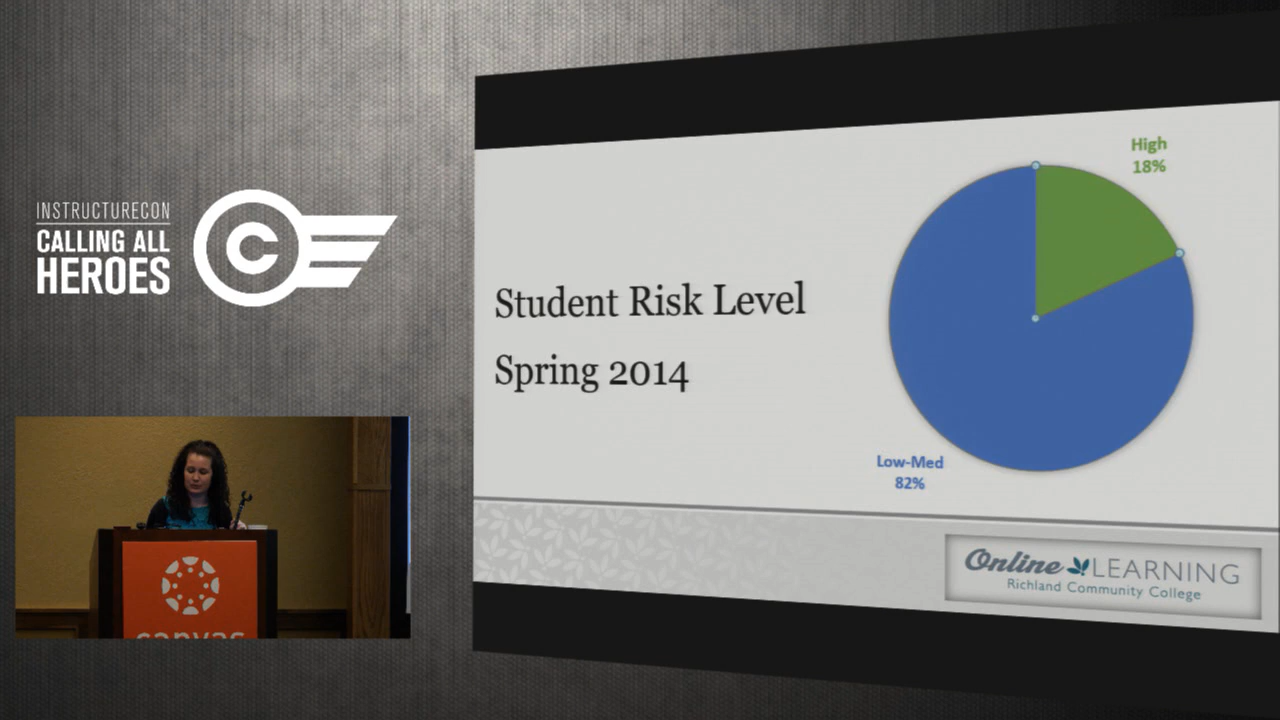 INSTRUCTURECON
CALLING ALL
HEROES
C
Student Risk Level
Spring 2014
High
18%
Low-Med
82%
Online LEARNING
Richland Community College
canvas